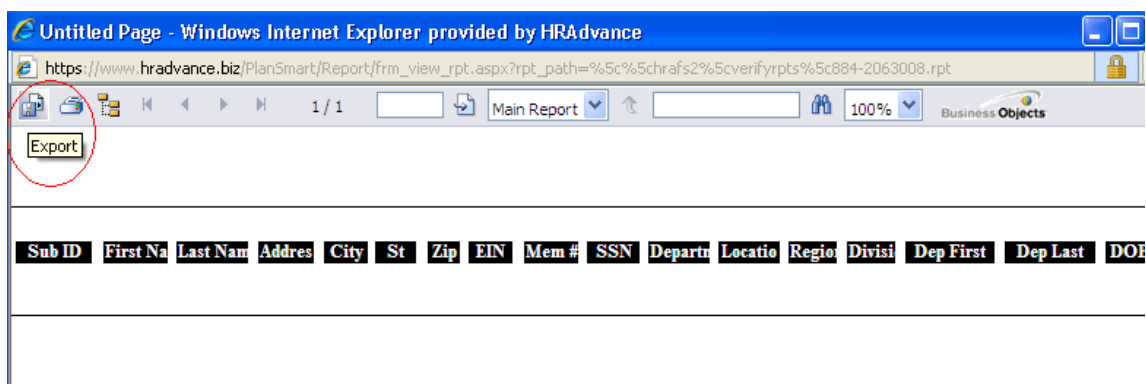 Untitled Page - Windows Internet Explorer provided by HRAdvance
https://www.hradvance.biz/PlanSmart/Report/frm_view_rpt.aspx?rpt_path=%5c%5chrafs2%5cverifyrpts%5c884-2063008.rpt
1 / 1 Main Report 100% Business Objects
Export
Sub ID First Na Last Nam Addres City St Zip EIN Mem # SSN Departn Locatio Region Divisi Dep First Dep Last DOB